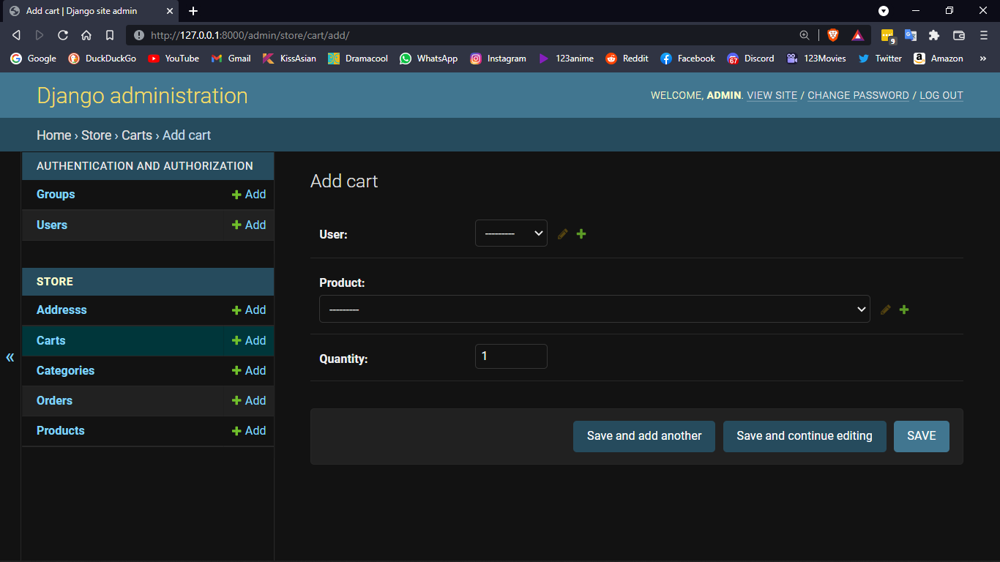 Add cart | Django site admin
http://127.0.0.1:8000/admin/store/cart/add/
9
Google DuckDuckGo YouTube Gmail KissAsian Dramacool WhatsApp Instagram 123anime Reddit Facebook 67 Discord 123Movies Twitter a Amazon »
Django administration
WELCOME, ADMIN. VIEW SITE / CHANGE PASSWORD / LOG OUT
Home › Store › Carts › Add cart
AUTHENTICATION AND AUTHORIZATION
Groups + Add
Users + Add
STORE
Addresss + Add
Carts + Add
Categories + Add
Orders + Add
Products + Add
«
Add cart
User: ---------
Product:
---------
Quantity: 1
Save and add another Save and continue editing SAVE